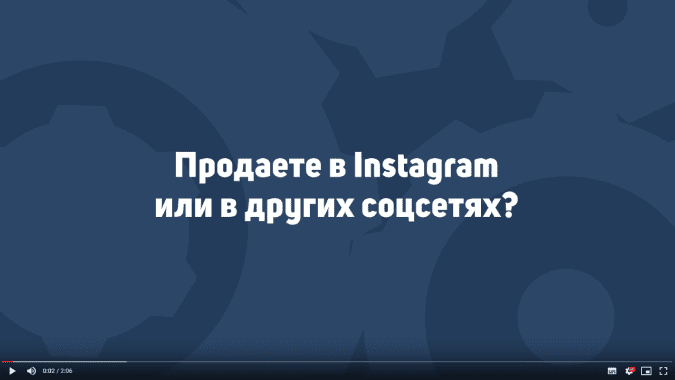 Продаете в Instagram
или в других соцсетях?
0:02 / 2:06